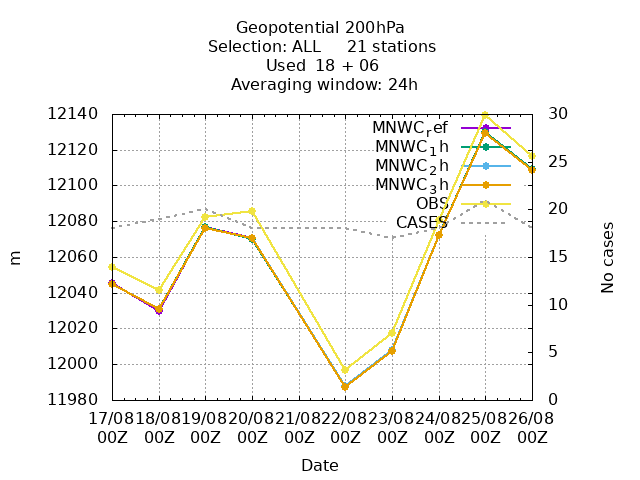 Geopotential 200hPa
Selection: ALL     21 stations
Used  18 + 06
Averaging window: 24h
12140
12120
12100
12080
12060
12040
12020
12000
11980
m
30
25
20
15
10
5
0
No cases
MNWC_ref
MNWC_1h
MNWC_2h
MNWC_3h
OBS
CASES
17/08 18/08 19/08 20/08 21/08 22/08 23/08 24/08 25/08 26/08
00Z 00Z 00Z 00Z 00Z 00Z 00Z 00Z 00Z 00Z
Date